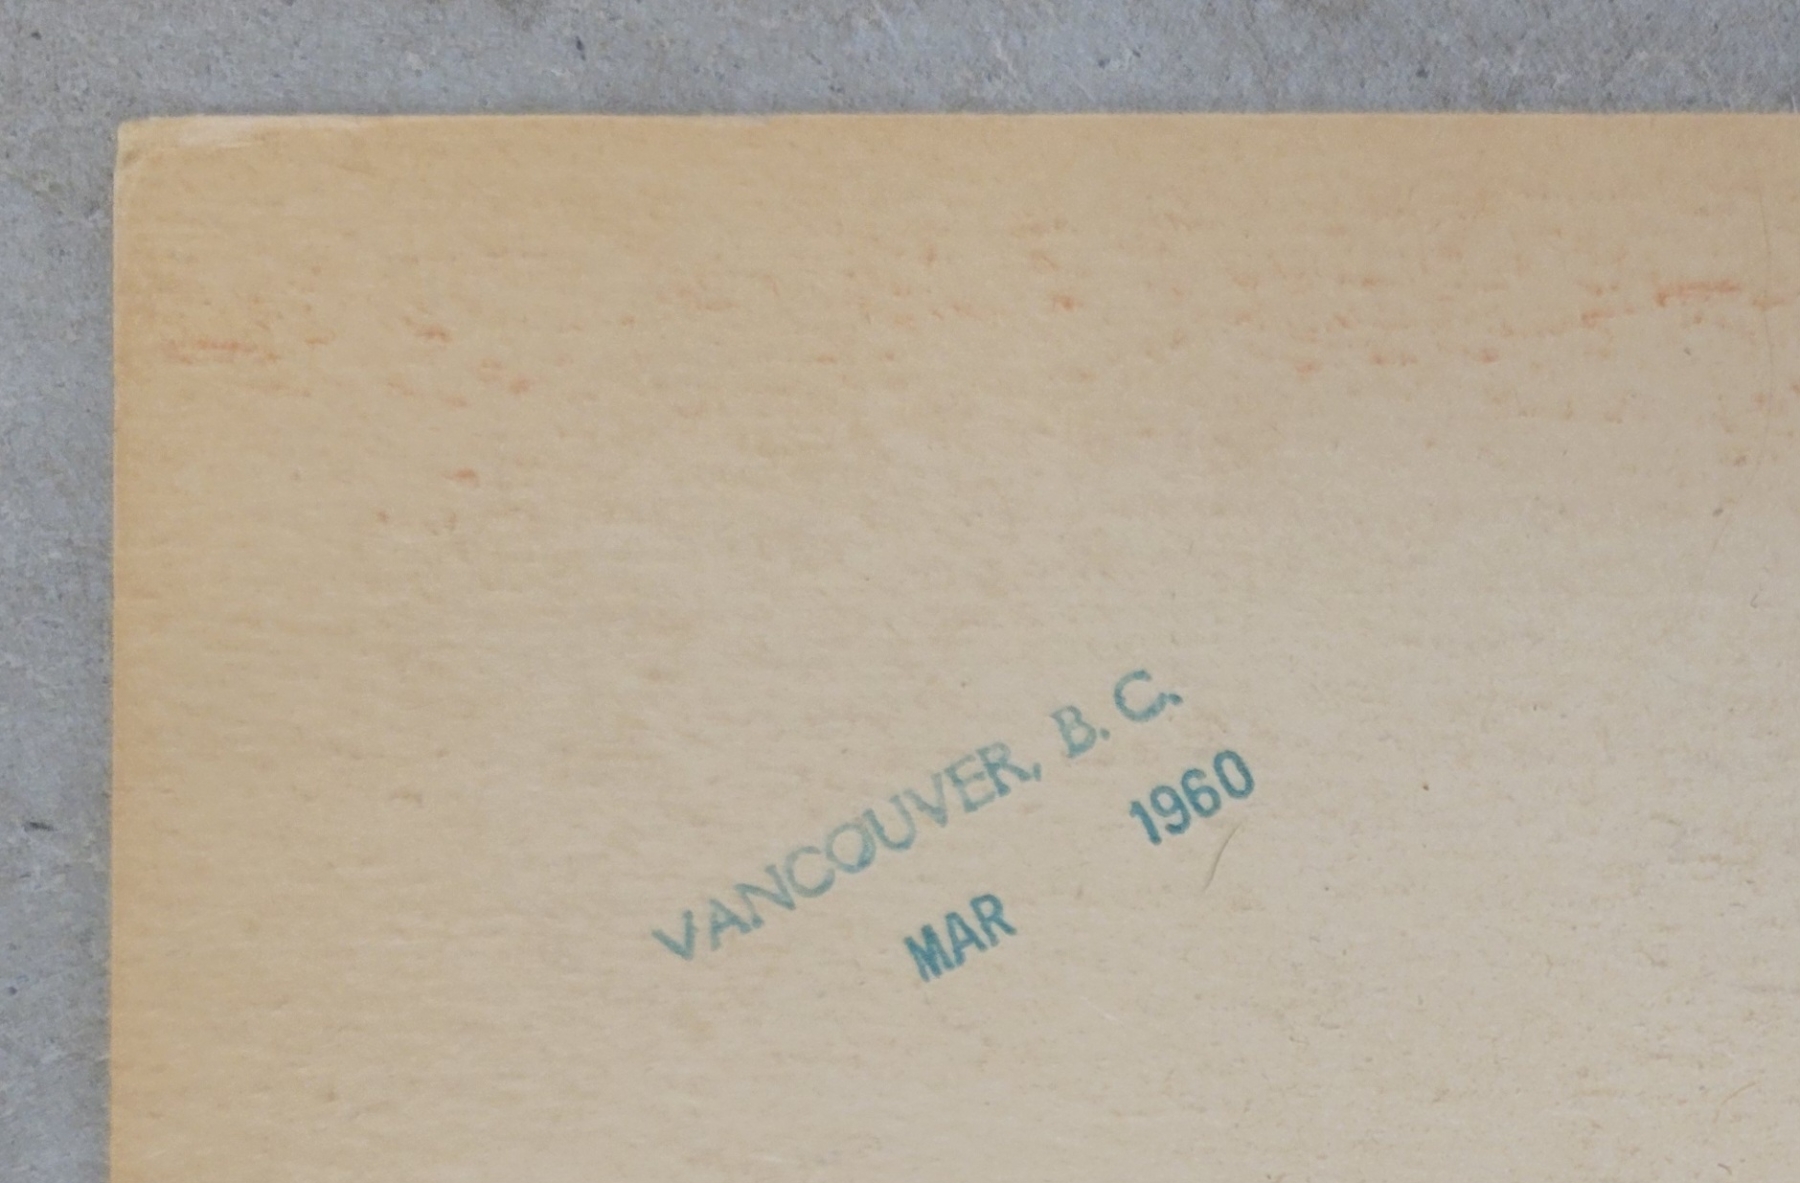 VANCOUVER, B. C.
MAR 1960